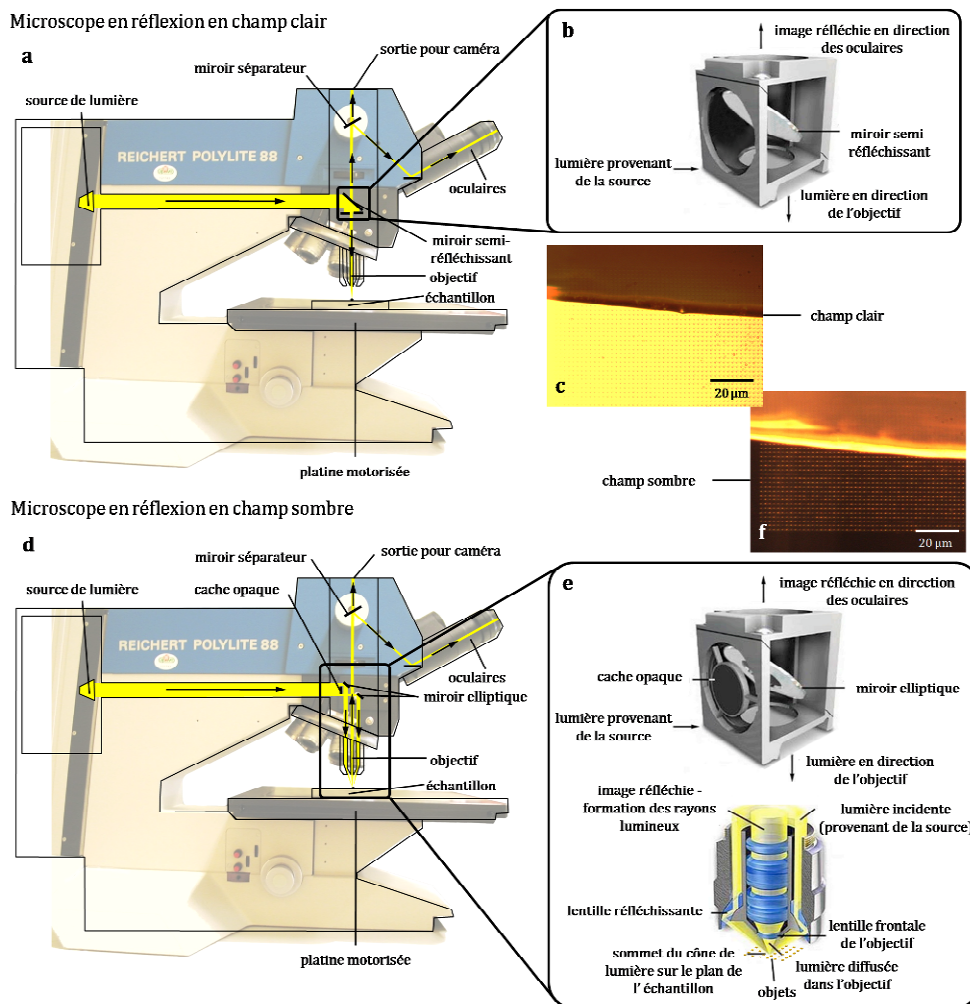 Microscope en réflexion en champ clair
a
sortie pour caméra
miroir séparateur
source de lumière
REICHERT POLYLITE 88
oculaires
miroir semi-
réfléchissant
objectif
échantillon
platine motorisée
b
image réfléchie en direction
des oculaires
miroir semi
réfléchissant
lumière provenant
de la source
lumière en direction
de l'objectif
champ clair
c
20 µm
champ sombre
f
20 µm
Microscope en réflexion en champ sombre
d
sortie pour caméra
miroir séparateur
source de lumière
cache opaque
REICHERT POLYLITE 88
oculaires
miroir elliptique
objectif
échantillon
platine motorisée
e
image réfléchie en direction
des oculaires
cache opaque
miroir elliptique
lumière provenant
de la source
lumière en direction
de l'objectif
image réfléchie -
formation des rayons
lumineux
lumière incidente
(provenant de la source)
lentille réfléchissante
lentille frontale
de l'objectif
sommet du cône de
lumière sur le plan de
l' échantillon
objets
lumière diffusée
dans l'objectif